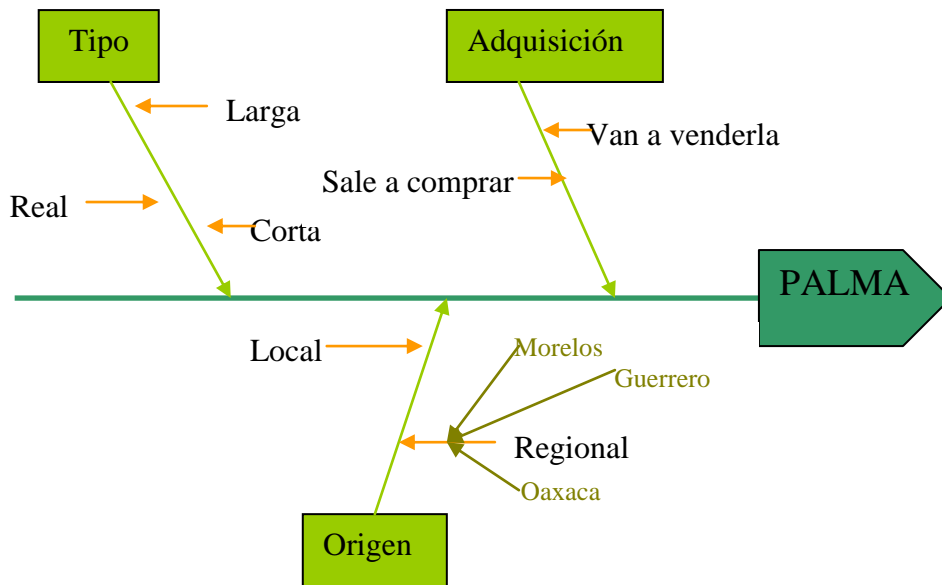 Tipo
Adquisición
Larga
Van a venderla
Sale a comprar
Real
Corta
PALMA
Local
Morelos
Guerrero
Regional
Oaxaca
Origen